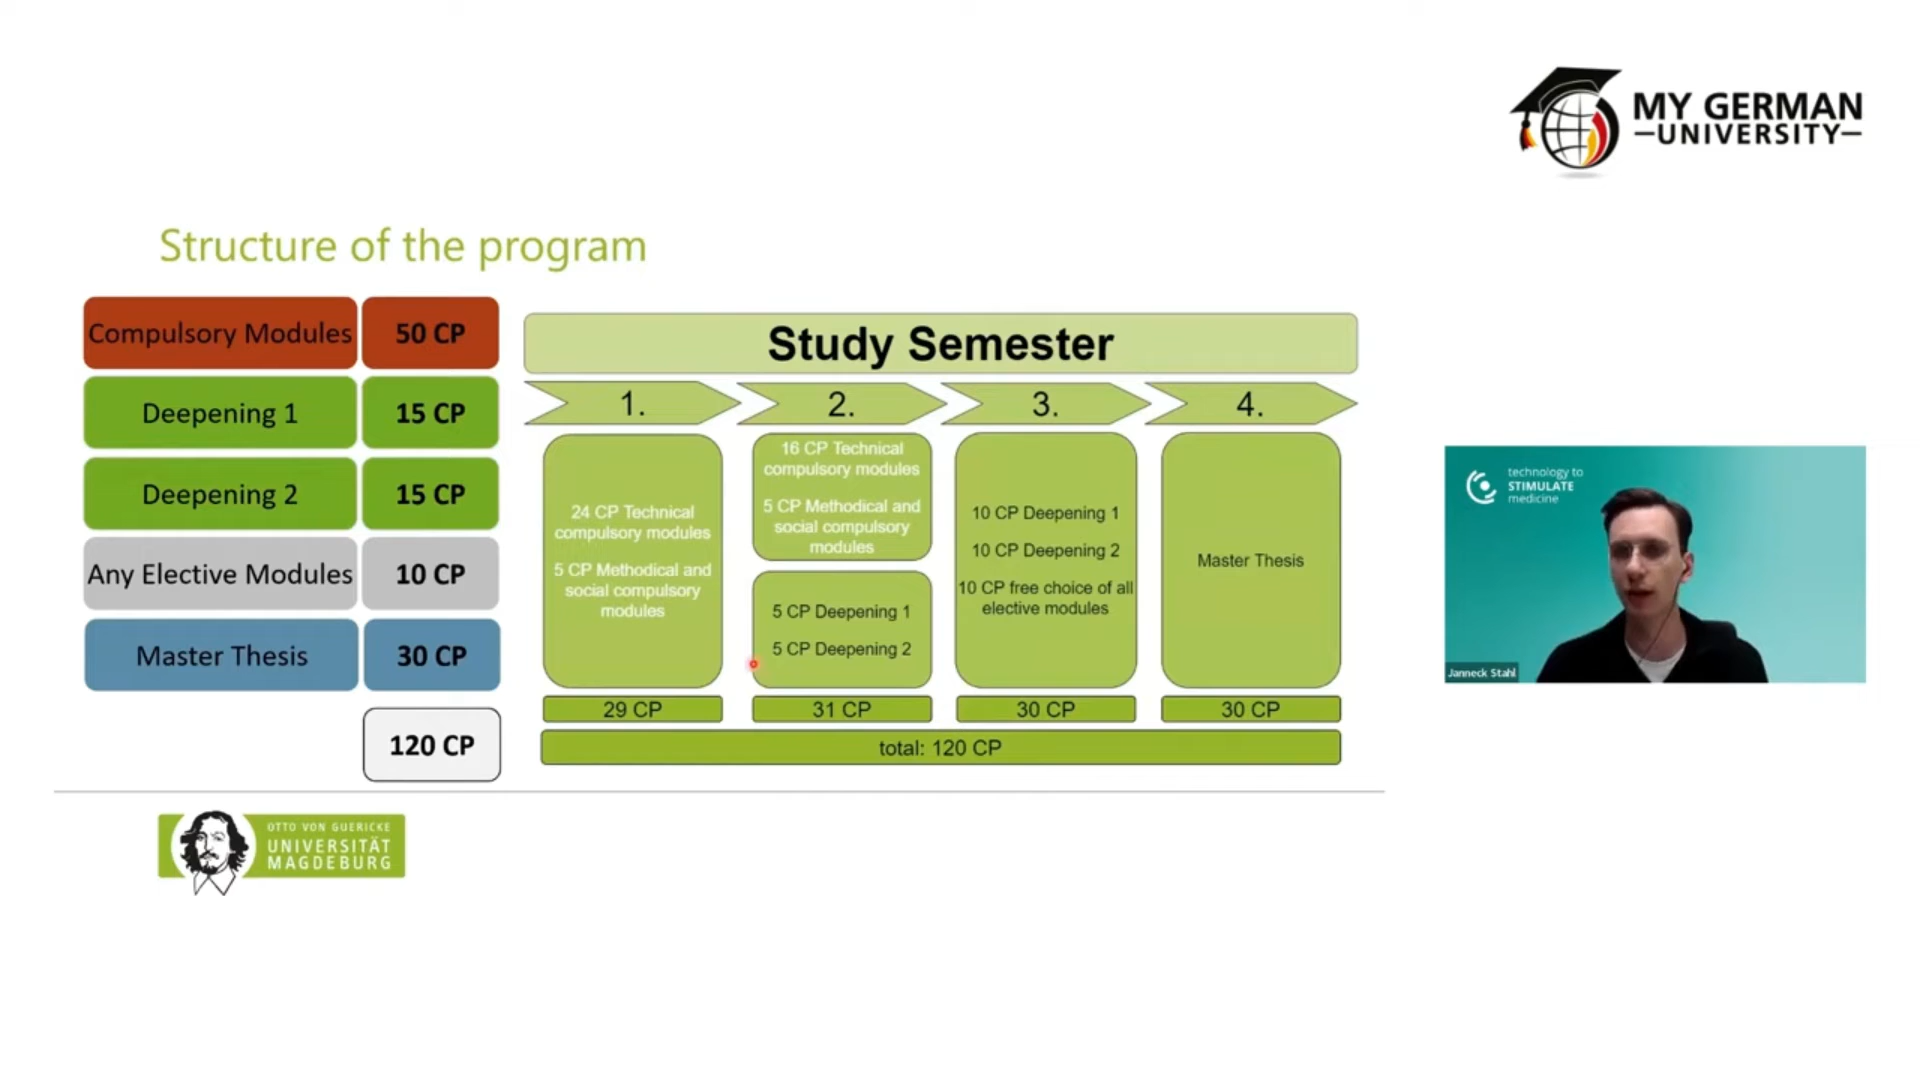 MY GERMAN
UNIVERSITY
Structure of the program
Compulsory Modules 50 CP
Deepening 1 15 CP
Deepening 2 15 CP
Any Elective Modules 10 CP
Master Thesis 30 CP
120 CP
Study Semester
1. 2. 3. 4.
24 CP Technical
compulsory modules
5 CP Methodical and
social compulsory
modules
16 CP Technical
compulsory modules
5 CP Methodical and
social compulsory
modules
5 CP Deepening 1
5 CP Deepening 2
10 CP Deepening 1
10 CP Deepening 2
10 CP free choice of all
elective modules
Master Thesis
29 CP 31 CP 30 CP 30 CP
total: 120 CP
technology to
STIMULATE
medicine
Janneck Stahl
OTTO VON GUERICKE
UNIVERSITÄT
MAGDEBURG